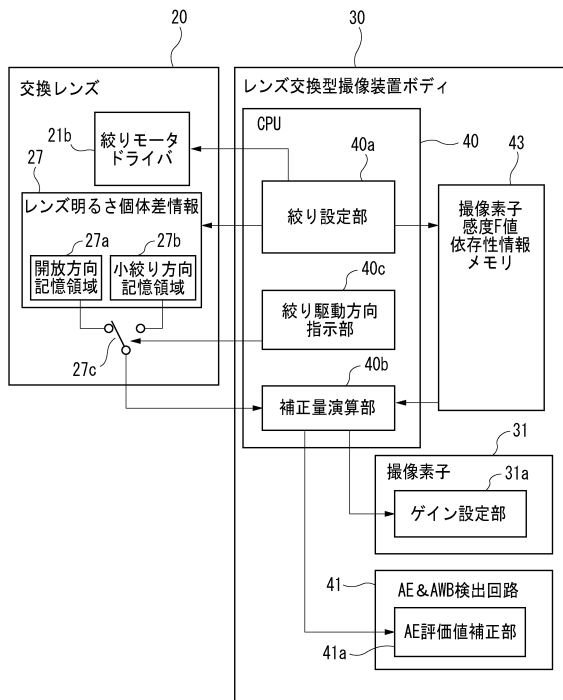 20
30
交換レンズ
レンズ交換型撮像装置ボディ
CPU
40
43
21b
絞りモータ
ドライバ
40a
絞り設定部
撮像素子
感度F値
依存性情報
メモリ
27
レンズ明るさ個体差情報
27a
開放方向
記憶領域
27b
小絞り方向
記憶領域
27c
40c
絞り駆動方向
指示部
40b
補正量演算部
31
撮像素子
31a
ゲイン設定部
41
AE&AWB検出回路
AE評価値補正部
41a